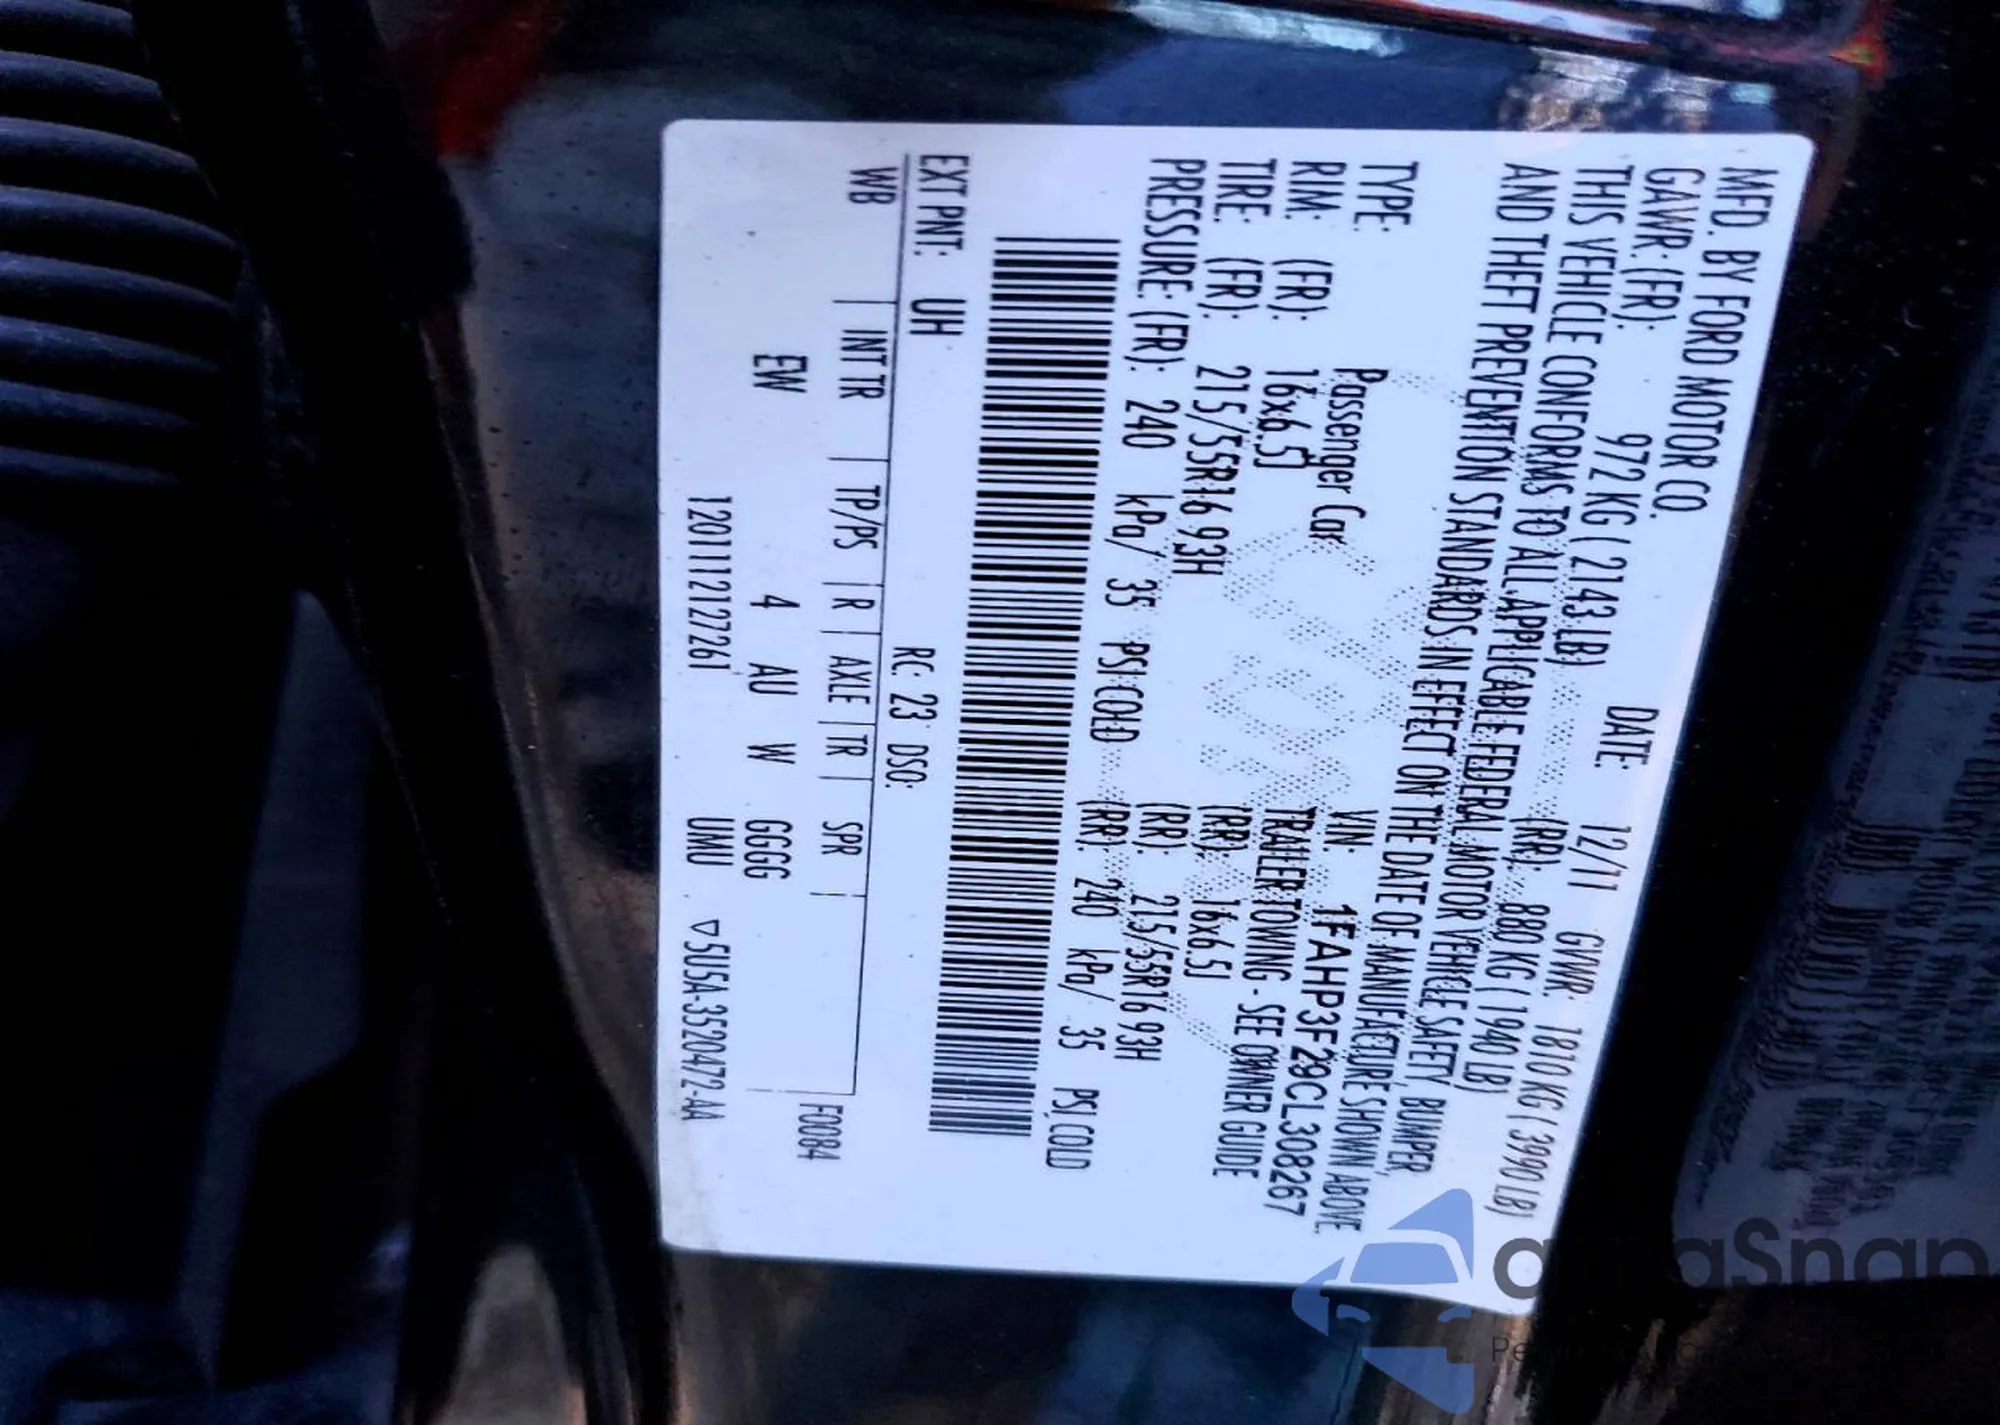 MFD. BY FORD MOTOR CO.
DATE: 12/11 GVWR: 1810 KG ( 3990 LB)
GAWR: (FR): 972 KG ( 2143 LB) (RR): 880 KG ( 1940 LB)
THIS VEHICLE CONFORMS TO ALL APPLICABLE FEDERAL MOTOR VEHICLE SAFETY, BUMPER,
AND THEFT PREVENTION STANDARDS IN EFFECT ON THE DATE OF MANUFACTURE SHOWN ABOVE
VIN: 1FAHP3F29CL308267
TYPE: Passenger Car TRAILER TOWING - SEE OWNER GUIDE
RIM: (FR): 16x6.5J (RR): 16x6.5J
TIRE: (FR): 215/55R16 93H (RR): 215/55R16 93H
PRESSURE: (FR): 240 kPa/ 35 PSI COLD (RR): 240 kPa/ 35 PSI COLD
EXT PNT: UH RC: 23 DSO:
WB INT TR TP/PS R AXLE TR SPR F0084
EW 4 AU W GGGG
1201112127261 UMU ▽5U5A-3520472-AA